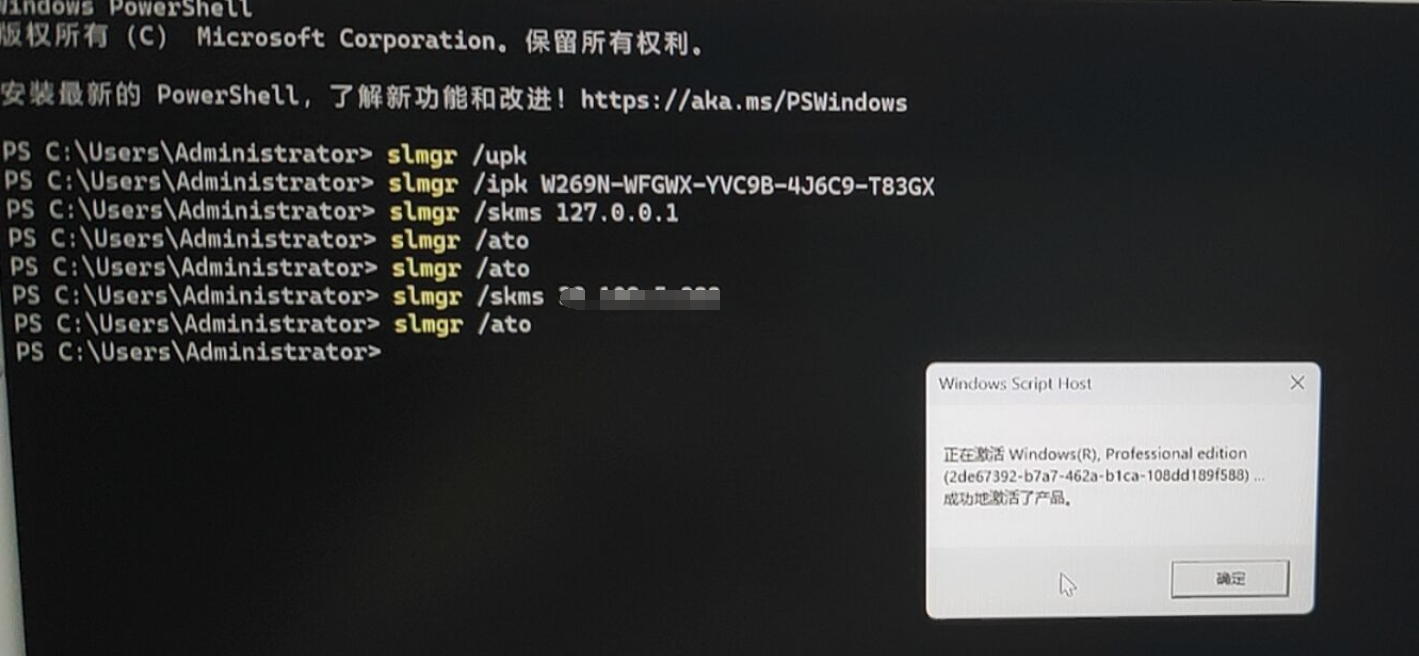 Windows PowerShell
版权所有 (C) Microsoft Corporation。保留所有权利。
安装最新的 PowerShell，了解新功能和改进！https://aka.ms/PSWindows
PS C:\Users\Administrator> slmgr /upk
PS C:\Users\Administrator> slmgr /ipk W269N-WFGWX-YVC9B-4J6C9-T83GX
PS C:\Users\Administrator> slmgr /skms 127.0.0.1
PS C:\Users\Administrator> slmgr /ato
PS C:\Users\Administrator> slmgr /ato
PS C:\Users\Administrator> slmgr /skms
PS C:\Users\Administrator> slmgr /ato
PS C:\Users\Administrator>
Windows Script Host
正在激活 Windows(R), Professional edition
(2de67392-b7a7-462a-b1ca-108dd189f588) ...
成功地激活了产品。
确定